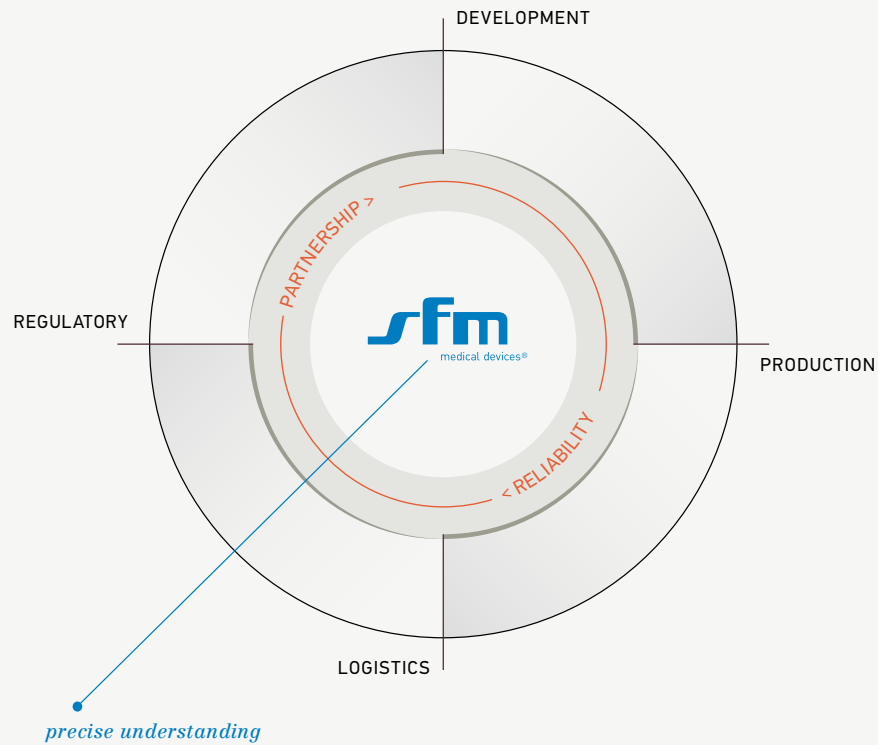 DEVELOPMENT
PARTNERSHIP >
REGULATORY
sfm
medical devices®
PRODUCTION
< RELIABILITY
LOGISTICS
precise understanding